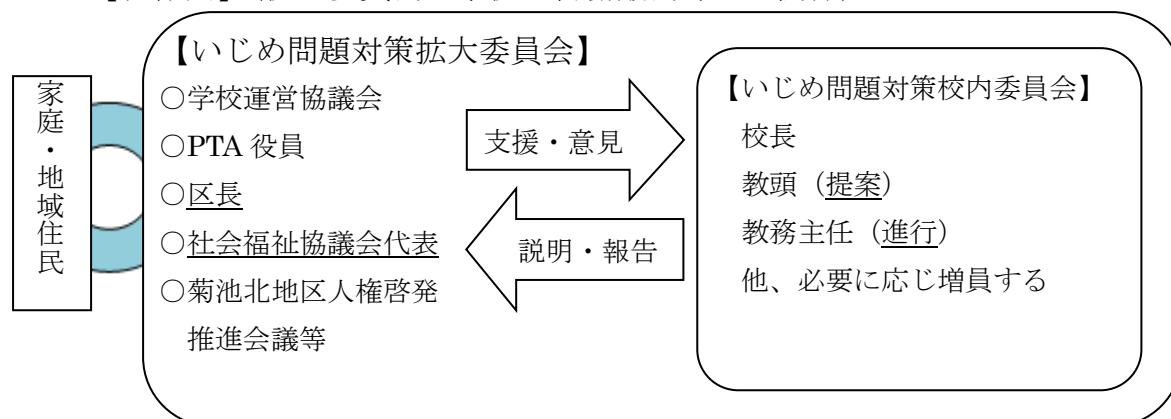 家庭・地域住民
【いじめ問題対策拡大委員会】
○学校運営協議会
○PTA 役員
○区長
○社会福祉協議会代表
○菊池北地区人権啓発
推進会議等
支援・意見
説明・報告
【いじめ問題対策校内委員会】
校長
教頭（提案）
教務主任（進行）
他、必要に応じ増員する